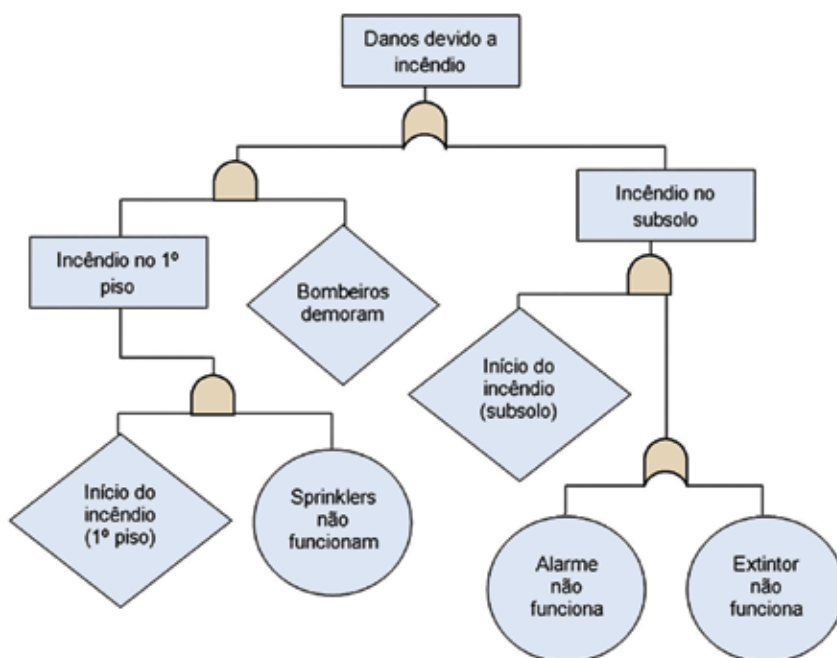 Danos devido a
incêndio
Incêndio no
subsolo
Incêndio no 1º
piso
Bombeiros
demoram
Início do
incêndio
(subsolo)
Início do
incêndio
(1º piso)
Sprinklers
não
funcionam
Alarme
não
funciona
Extintor
não
funciona